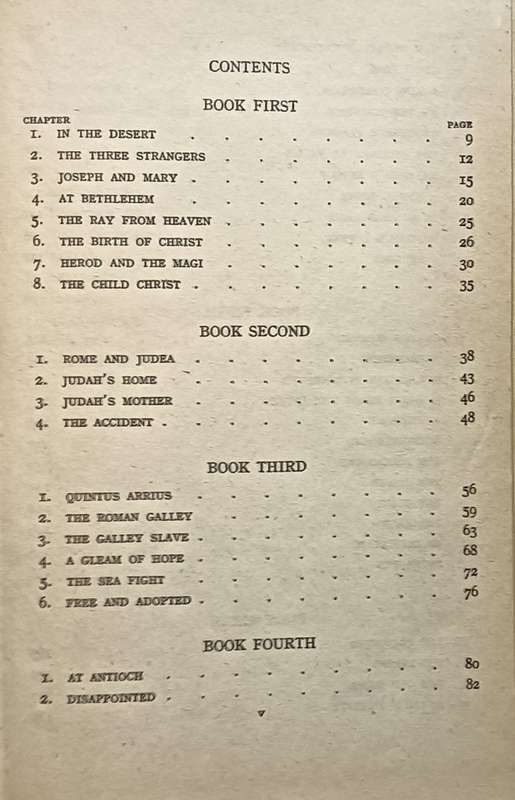 CONTENTS
BOOK FIRST
CHAPTER PAGE
1. IN THE DESERT . . . . . . . . 9
2. THE THREE STRANGERS . . . . . . . 12
3. JOSEPH AND MARY . . . . . . . . 15
4. AT BETHLEHEM . . . . . . . . 20
5. THE RAY FROM HEAVEN . . . . . . . 25
6. THE BIRTH OF CHRIST . . . . . . . 26
7. HEROD AND THE MAGI . . . . . . . 30
8. THE CHILD CHRIST . . . . . . . . 35
BOOK SECOND
1. ROME AND JUDEA . . . . . . . . 38
2. JUDAH'S HOME . . . . . . . . 43
3. JUDAH'S MOTHER . . . . . . . . 46
4. THE ACCIDENT . . . . . . . . . 48
BOOK THIRD
1. QUINTUS ARRIUS . . . . . . . . 56
2. THE ROMAN GALLEY . . . . . . . 59
3. THE GALLEY SLAVE . . . . . . . . 63
4. A GLEAM OF HOPE . . . . . . . . 68
5. THE SEA FIGHT . . . . . . . . 72
6. FREE AND ADOPTED . . . . . . . . 76
BOOK FOURTH
1. AT ANTIOCH . . . . . . . . . 80
2. DISAPPOINTED . . . . . . . . . 82
v